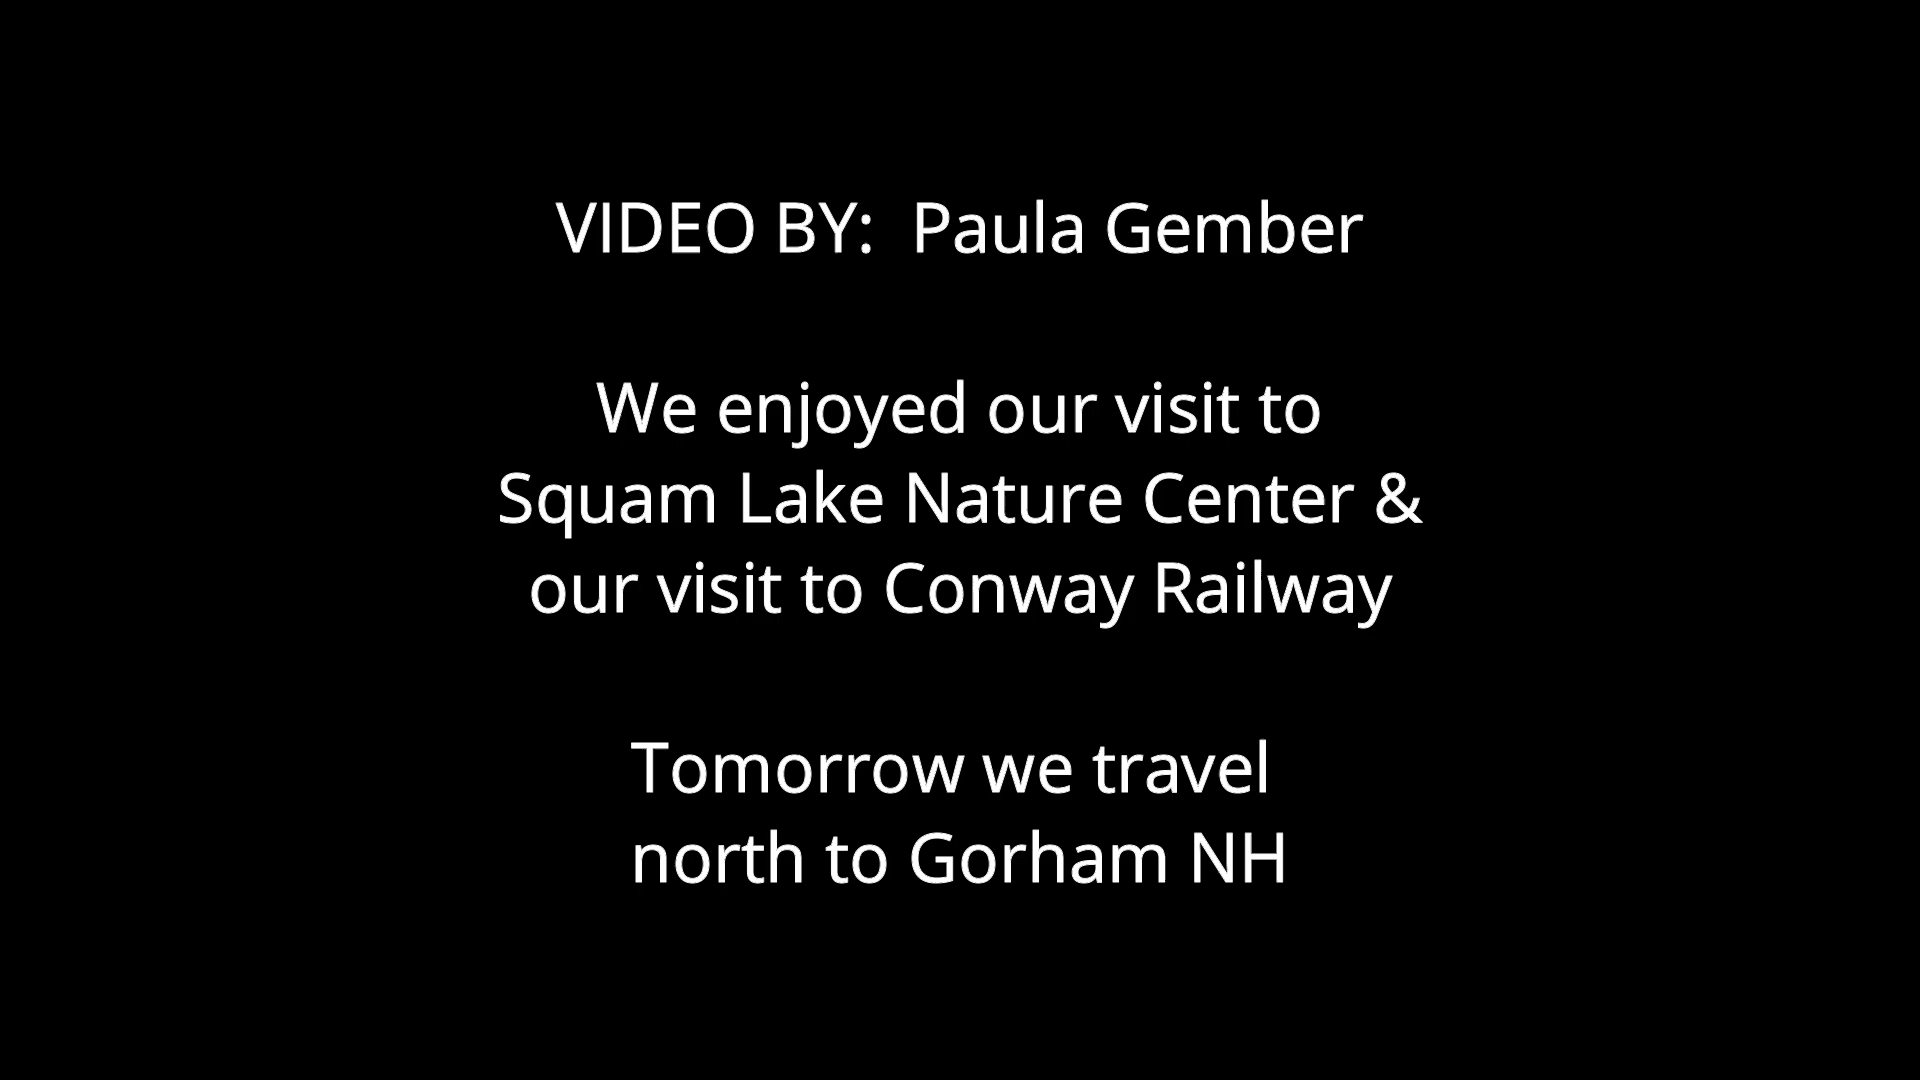 VIDEO BY:  Paula Gember
We enjoyed our visit to
Squam Lake Nature Center &
our visit to Conway Railway
Tomorrow we travel
north to Gorham NH